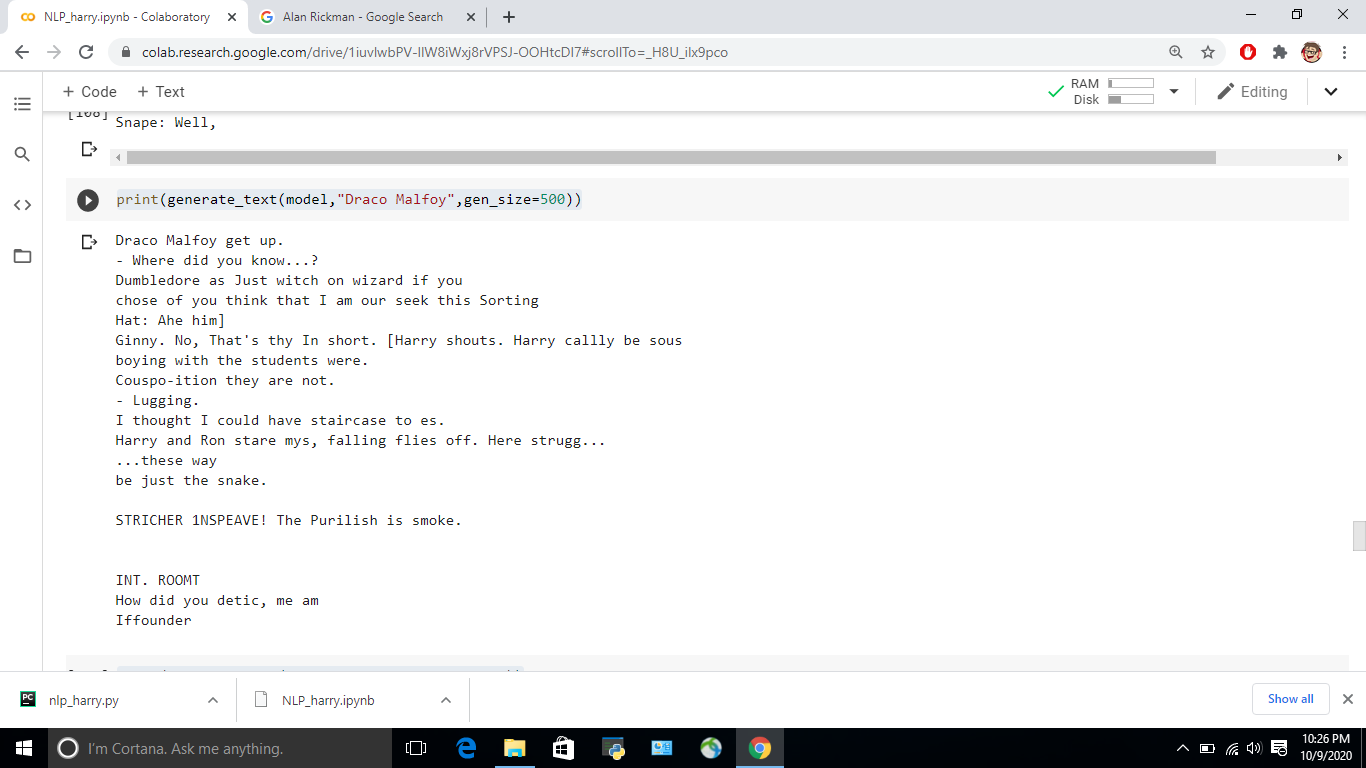 NLP_harry.ipynb - Colaboratory
Alan Rickman - Google Search
colab.research.google.com/drive/1iuvlwbPV-lIW8iWxj8rVPSJ-OOHtcDI7#scrollTo=_H8U_ilx9pco
+ Code + Text
RAM
Disk
Editing
[108]
Snape: Well,
print(generate_text(model,"Draco Malfoy",gen_size=500))
Draco Malfoy get up.
- Where did you know...?
Dumbledore as Just witch on wizard if you
chose of you think that I am our seek this Sorting
Hat: Ahe him]
Ginny. No, That's thy In short. [Harry shouts. Harry callly be sous
boying with the students were.
Couspo-ition they are not.
- Lugging.
I thought I could have staircase to es.
Harry and Ron stare mys, falling flies off. Here strugg...
...these way
be just the snake.
STRICHER 1NSPEAVE! The Purilish is smoke.
INT. ROOMT
How did you detic, me am
Iffounder
nlp_harry.py
NLP_harry.ipynb
Show all
I'm Cortana. Ask me anything.
10:26 PM
10/9/2020